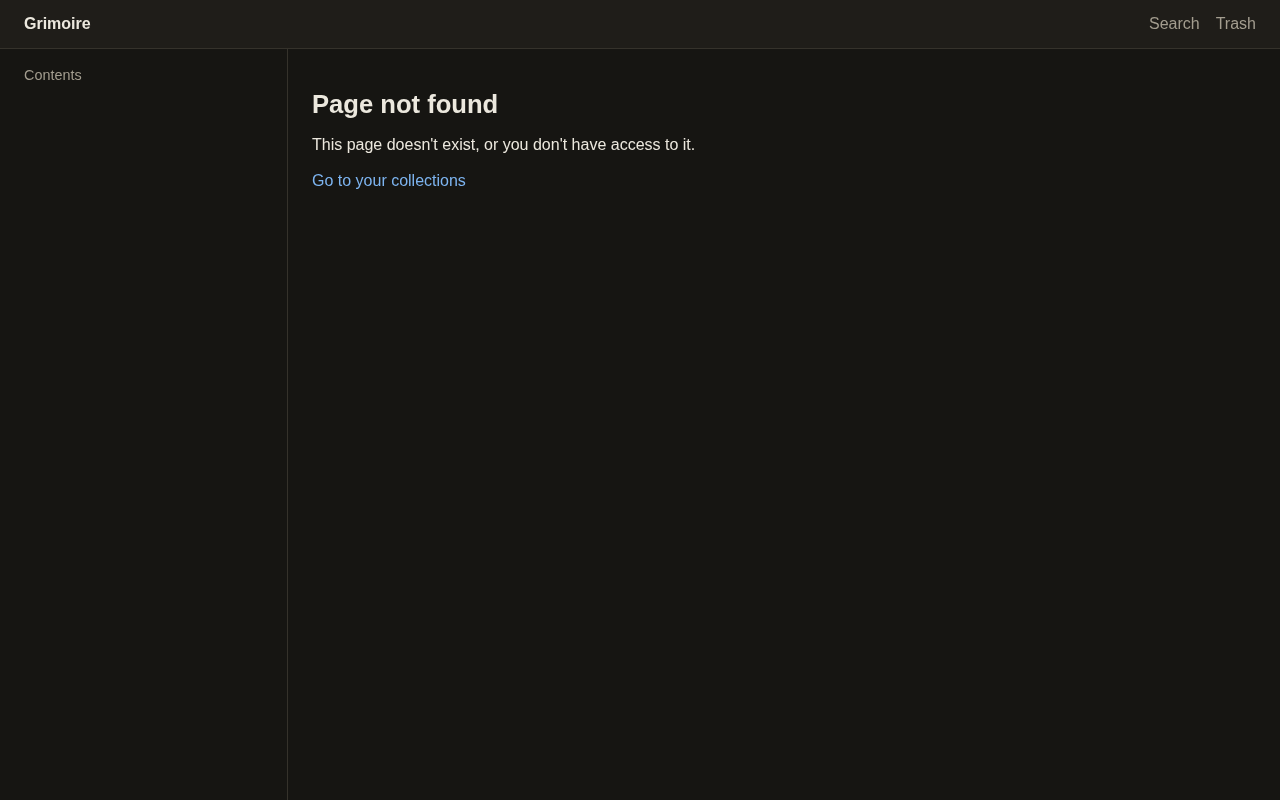 Grimoire
Search Trash
Contents
Page not found
This page doesn't exist, or you don't have access to it.
Go to your collections